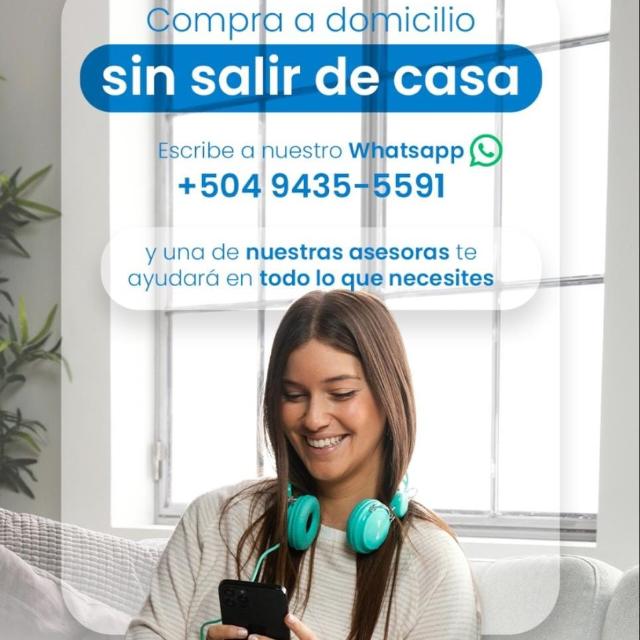 Compra a domicilio
sin salir de casa
Escribe a nuestro Whatsapp
+504 9435-5591
y una de nuestras asesoras te
ayudará en todo lo que necesites